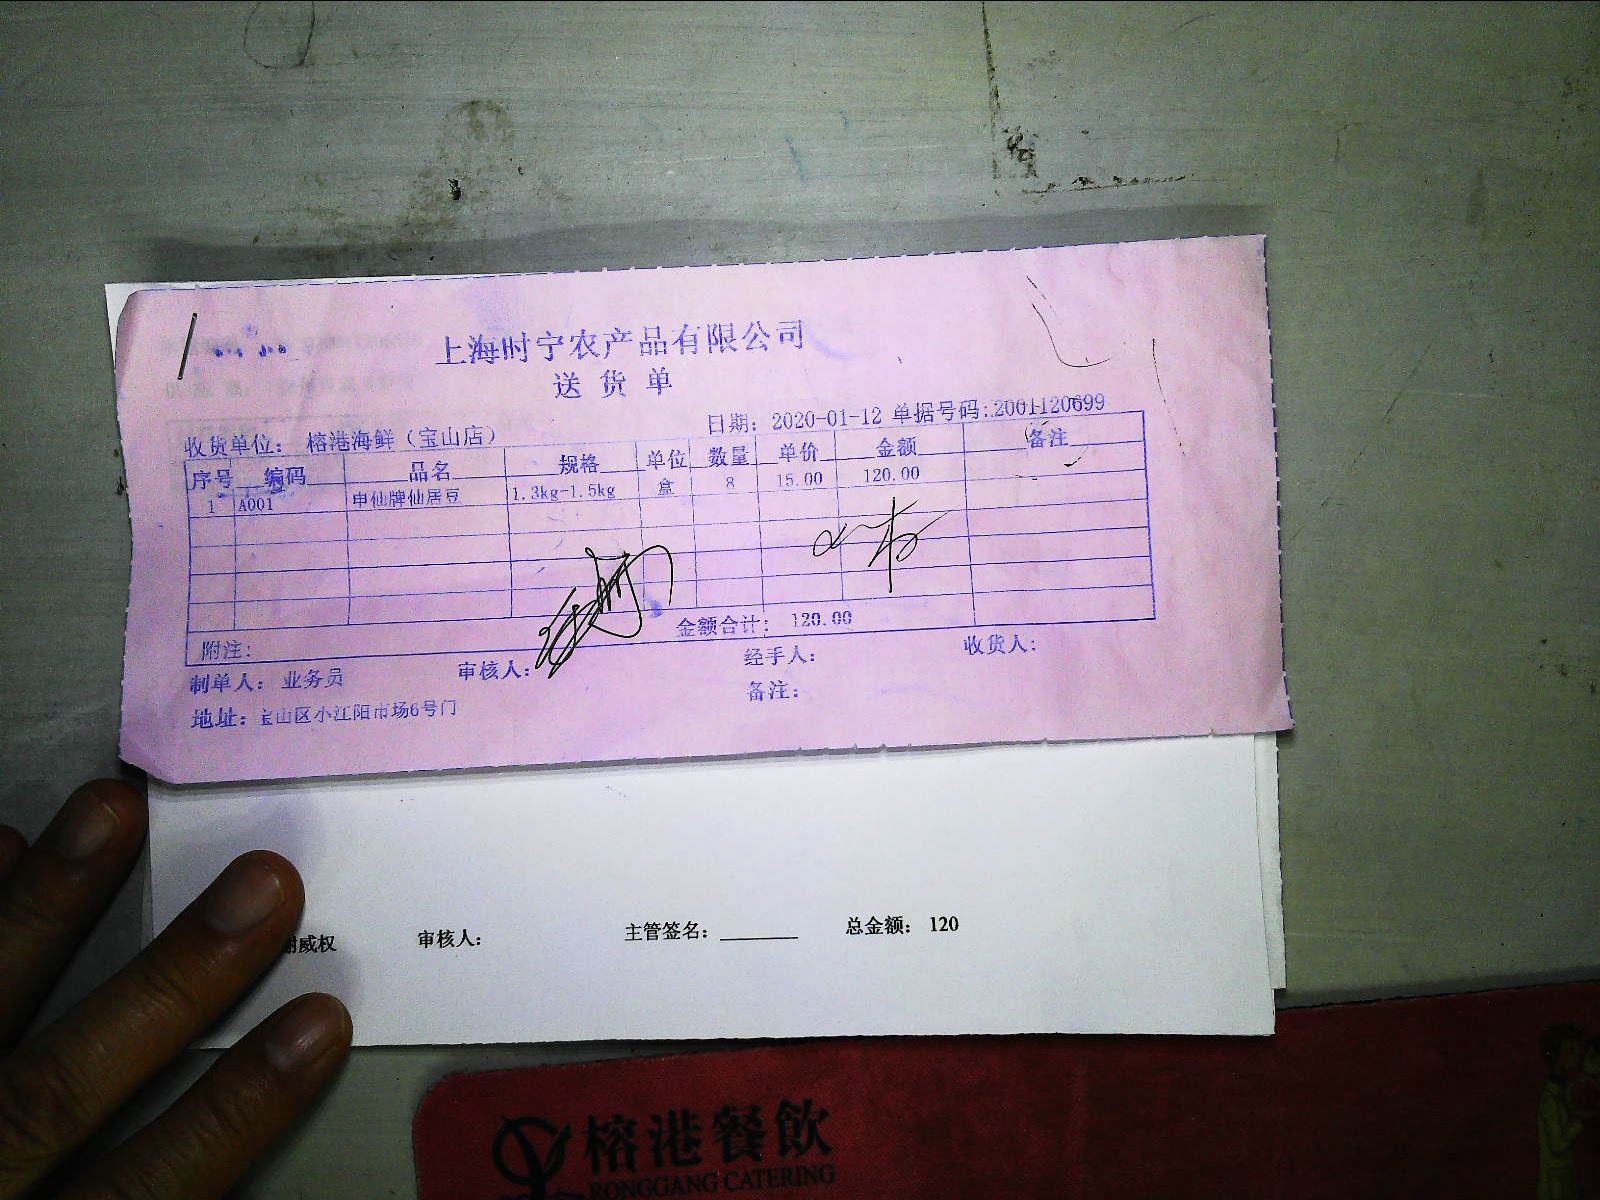 上海时宁农产品有限公司
送货单
日期: 2020-01-12 单据号码:2001120699
收货单位: 榕港海鲜（宝山店）
序号 编码 品名 规格 单位 数量 单价 金额 备注
1 A001 申仙牌仙居豆 1.3kg-1.5kg 盒 8 15.00 120.00
金额合计: 120.00
附注:
制单人: 业务员 审核人: 经手人: 收货人:
地址: 宝山区小江阳市场6号门 备注:
威权 审核人: 主管签名: 总金额: 120
榕港餐飲
RONGGANG CATERING